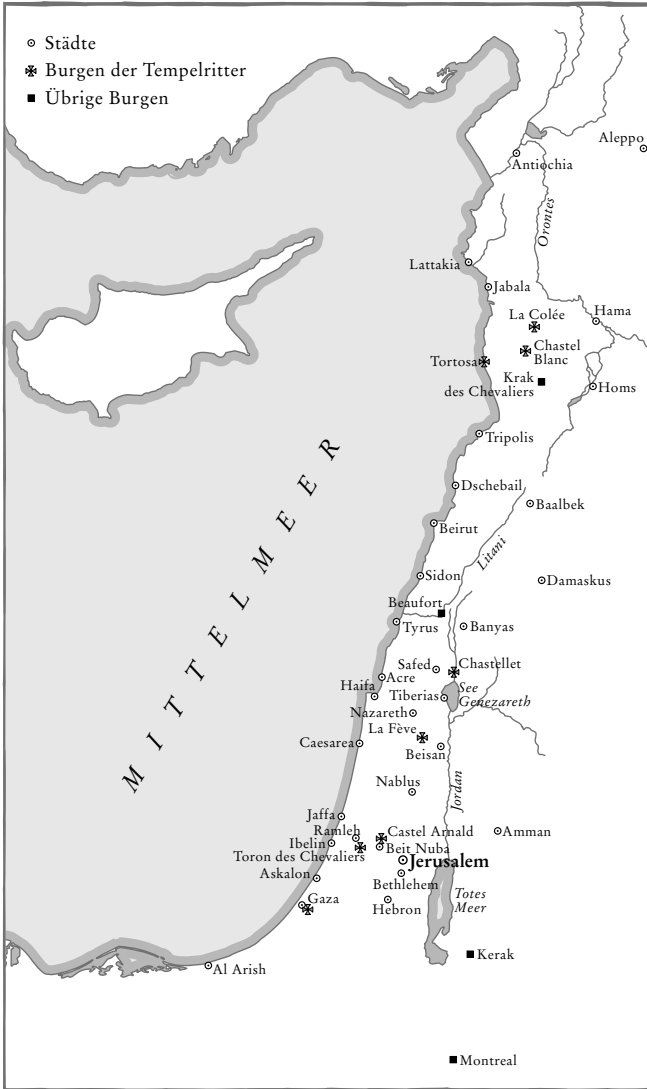 Städte
Burgen der Tempelritter
Übrige Burgen
Aleppo
Antiochia
Orontes
Lattakia
Jabala
La Colée
Hama
Chastel
Blanc
Tortosa
Krak
des Chevaliers
Homs
Tripolis
MITTELMEER
Dschebail
Baalbek
Beirut
Litani
Sidon
Damaskus
Beaufort
Tyrus
Banyas
Safed
Chastellet
Acre
Haifa
Tiberias
See
Genezareth
Nazareth
La Fève
Caesarea
Beisan
Nablus
Jordan
Jaffa
Ramleh
Castel Arnald
Amman
Ibelin
Beit Nuba
Toron des Chevaliers
Jerusalem
Askalon
Bethlehem
Totes
Meer
Gaza
Hebron
Kerak
Al Arish
Montreal